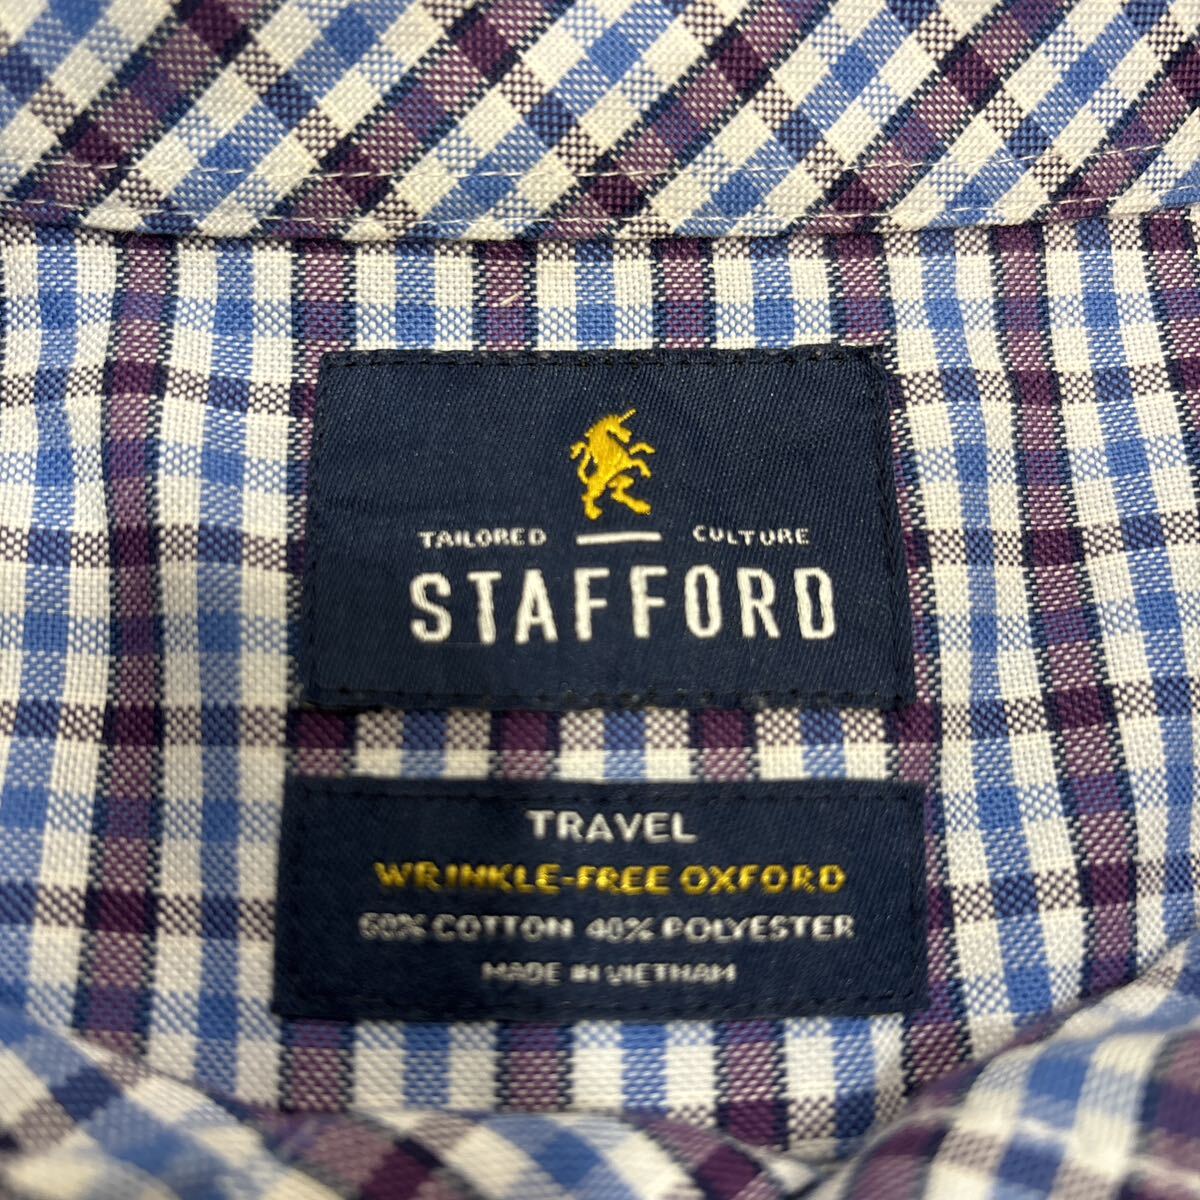 TAILORED CULTURE
STAFFORD
TRAVEL
WRINKLE-FREE OXFORD
60% COTTON 40% POLYESTER
MADE IN VIETNAM